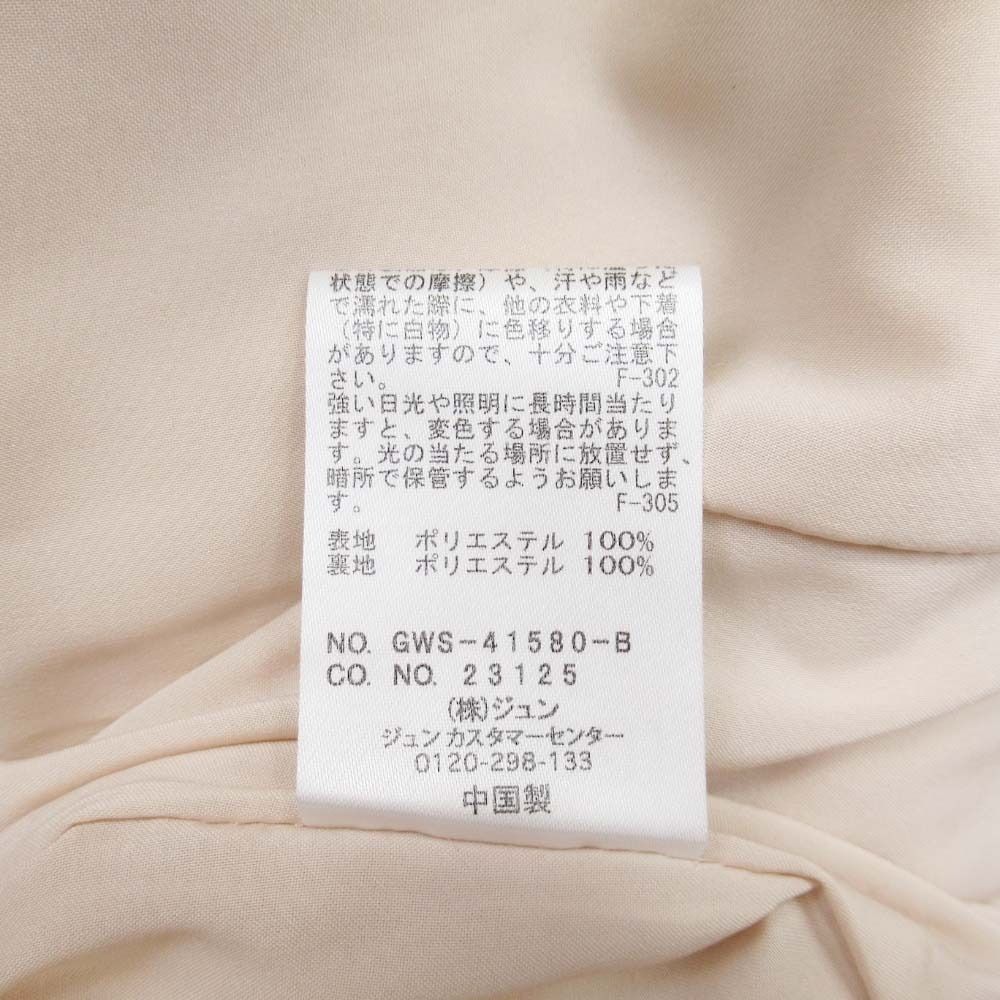 状態での摩擦）や、汗や雨など
で濡れた際に、他の衣料や下着
（特に白物）に色移りする場合
がありますので、十分ご注意下
さい。 F-302
強い日光や照明に長時間当たり
ますと、変色する場合がありま
す。光の当たる場所に放置せず、
暗所で保管するようお願いしま
す。 F-305
表地 ポリエステル 100%
裏地 ポリエステル 100%
NO. GWS-41580-B
CO. NO. 23125
(株)ジュン
ジュンカスタマーセンター
0120-298-133
中国製